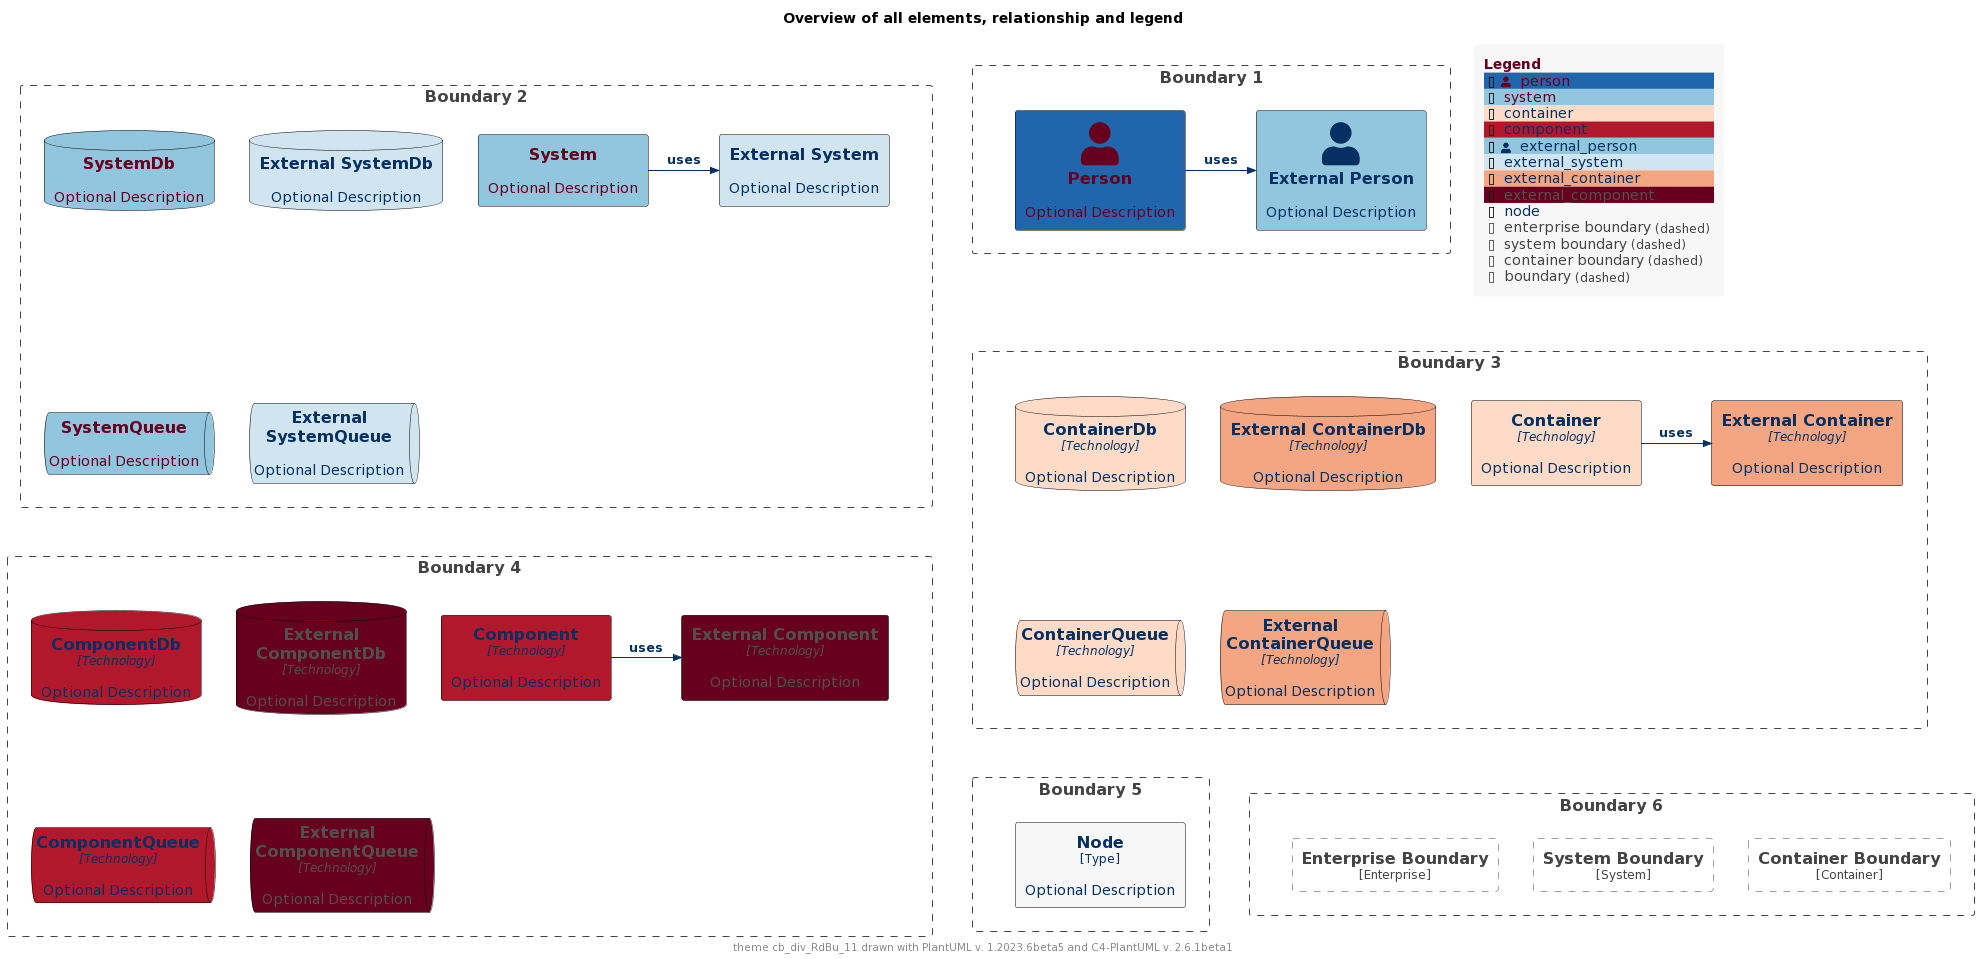 Overview of all elements, relationship and legend
Boundary 2
SystemDb
Optional Description
External SystemDb
Optional Description
System
Optional Description
uses
External System
Optional Description
SystemQueue
Optional Description
External
SystemQueue
Optional Description
Boundary 1
Person
Optional Description
uses
External Person
Optional Description
Legend
person
system
container
component
external_person
external_system
external_container
external_component
node
enterprise boundary (dashed)
system boundary (dashed)
container boundary (dashed)
boundary (dashed)
Boundary 3
ContainerDb
[Technology]
Optional Description
External ContainerDb
[Technology]
Optional Description
Container
[Technology]
Optional Description
uses
External Container
[Technology]
Optional Description
ContainerQueue
[Technology]
Optional Description
External
ContainerQueue
[Technology]
Optional Description
Boundary 4
ComponentDb
[Technology]
Optional Description
External
ComponentDb
[Technology]
Optional Description
Component
[Technology]
Optional Description
uses
External Component
[Technology]
Optional Description
ComponentQueue
[Technology]
Optional Description
External
ComponentQueue
[Technology]
Optional Description
Boundary 5
Node
[Type]
Optional Description
Boundary 6
Enterprise Boundary
[Enterprise]
System Boundary
[System]
Container Boundary
[Container]
theme cb_div_RdBu_11 drawn with PlantUML v. 1.2023.6beta5 and C4-PlantUML v. 2.6.1beta1